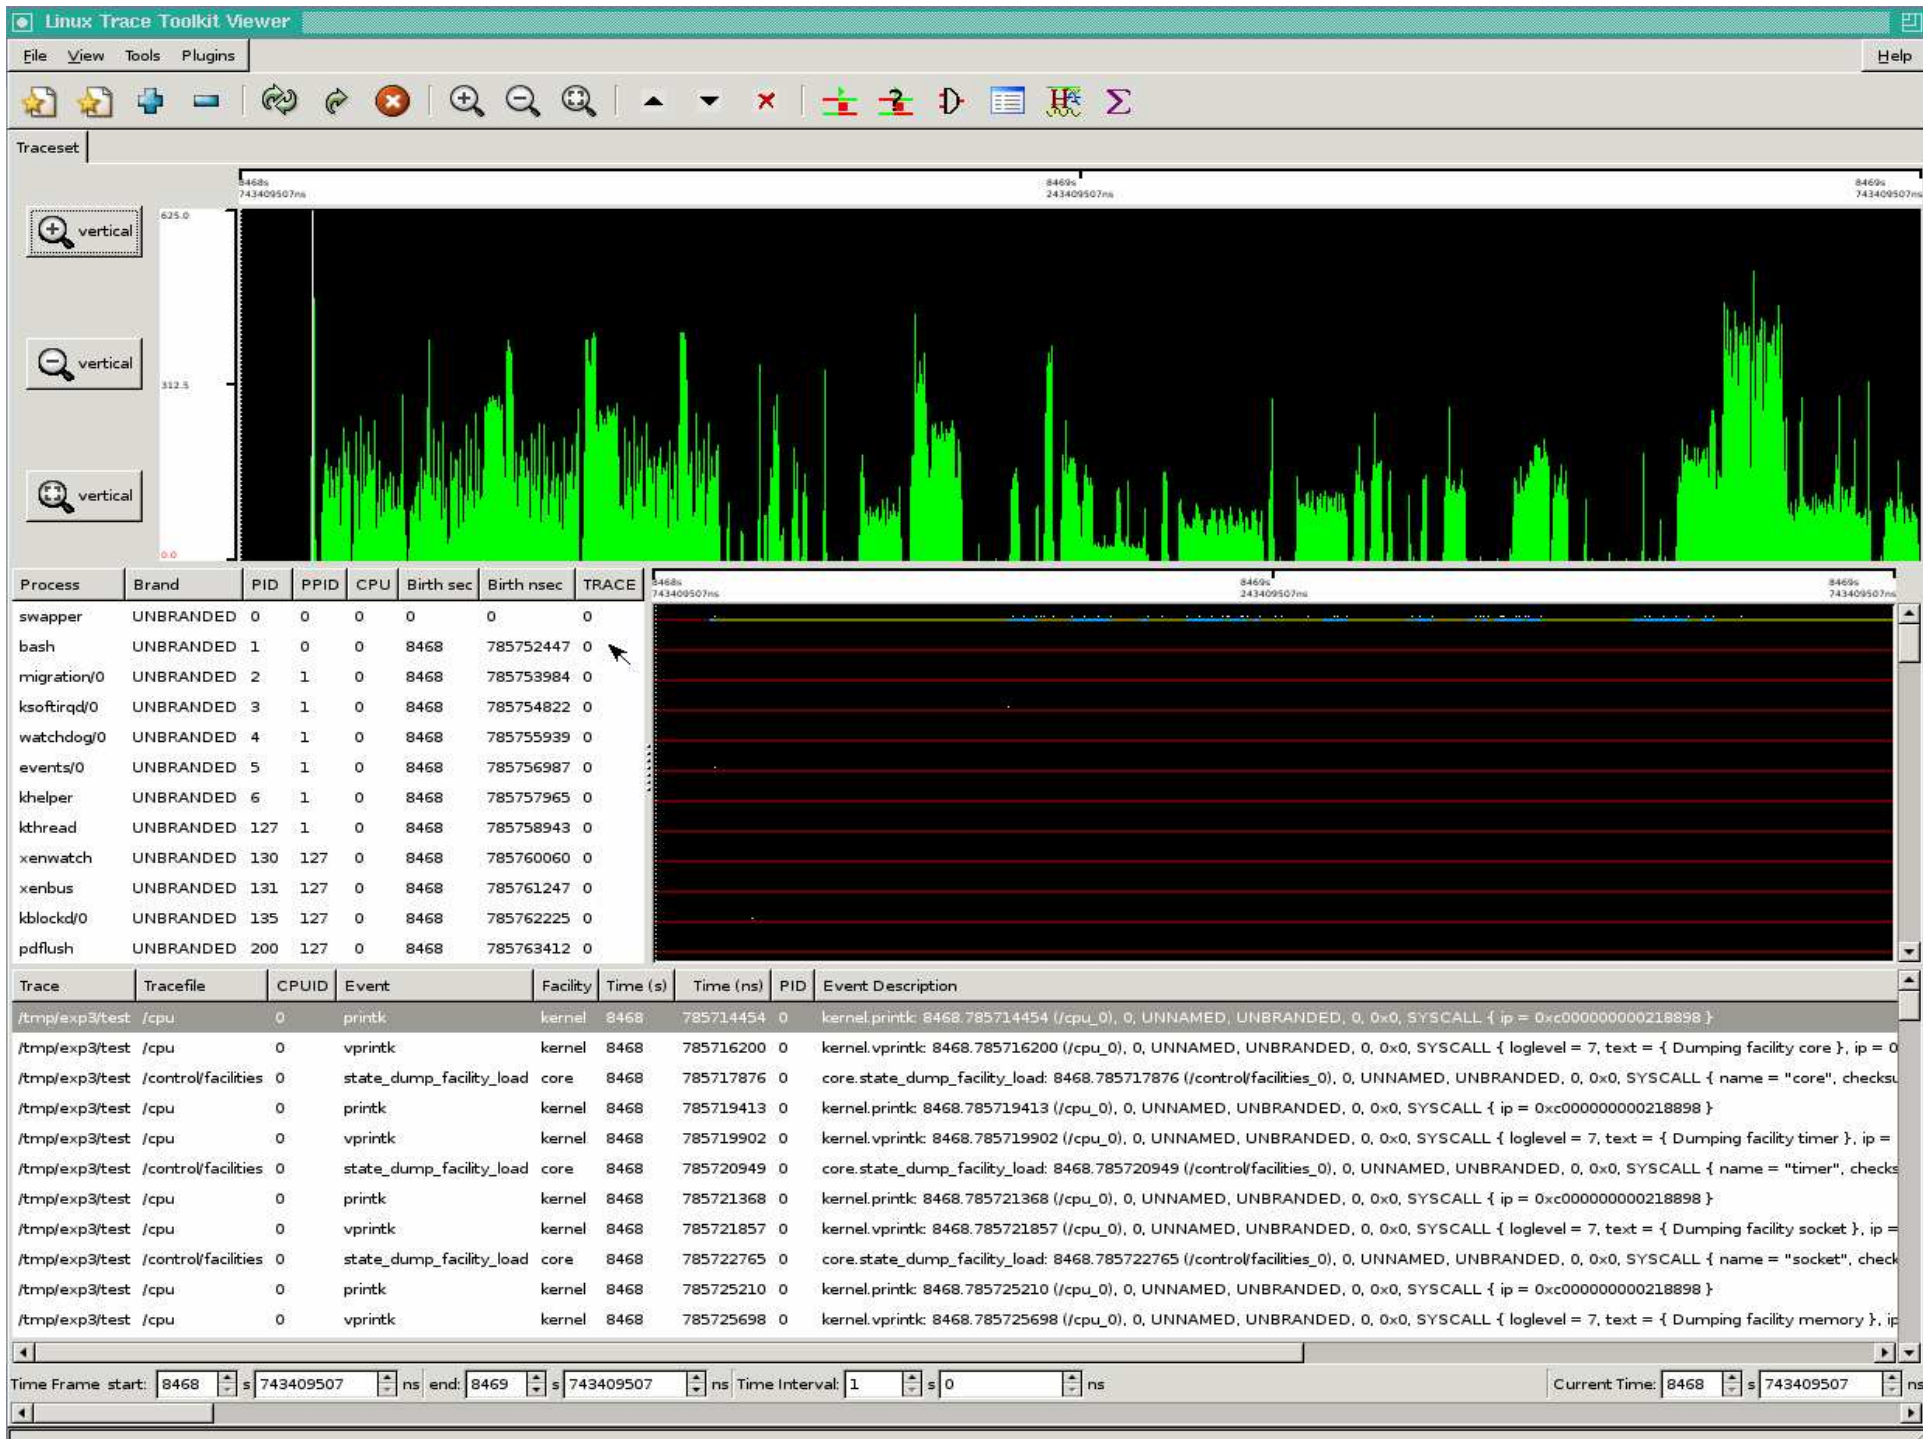 Linux Trace Toolkit Viewer
File View Tools Plugins Help
Traceset
8468s 8469s 8469s
743409507ns 243409507ns 743409507ns
625.0
vertical
vertical
312.5
vertical
0.0
Process Brand PID PPID CPU Birth sec Birth nsec TRACE
8468s 8469s 8469s
743409507ns 243409507ns 743409507ns
swapper UNBRANDED 0 0 0 0 0 0
bash UNBRANDED 1 0 0 8468 785752447 0
migration/0 UNBRANDED 2 1 0 8468 785753984 0
ksoftirqd/0 UNBRANDED 3 1 0 8468 785754822 0
watchdog/0 UNBRANDED 4 1 0 8468 785755939 0
events/0 UNBRANDED 5 1 0 8468 785756987 0
khelper UNBRANDED 6 1 0 8468 785757965 0
kthread UNBRANDED 127 1 0 8468 785758943 0
xenwatch UNBRANDED 130 127 0 8468 785760060 0
xenbus UNBRANDED 131 127 0 8468 785761247 0
kblockd/0 UNBRANDED 135 127 0 8468 785762225 0
pdflush UNBRANDED 200 127 0 8468 785763412 0
Trace Tracefile CPUID Event Facility Time (s) Time (ns) PID Event Description
/tmp/exp3/test /cpu 0 printk kernel 8468 785714454 0 kernel.printk: 8468.785714454 (/cpu_0), 0, UNNAMED, UNBRANDED, 0, 0x0, SYSCALL { ip = 0xc000000000218898 }
/tmp/exp3/test /cpu 0 vprintk kernel 8468 785716200 0 kernel.vprintk: 8468.785716200 (/cpu_0), 0, UNNAMED, UNBRANDED, 0, 0x0, SYSCALL { loglevel = 7, text = { Dumping facility core }, ip = 0
/tmp/exp3/test /control/facilities 0 state_dump_facility_load core 8468 785717876 0 core.state_dump_facility_load: 8468.785717876 (/control/facilities_0), 0, UNNAMED, UNBRANDED, 0, 0x0, SYSCALL { name = "core", checksu
/tmp/exp3/test /cpu 0 printk kernel 8468 785719413 0 kernel.printk: 8468.785719413 (/cpu_0), 0, UNNAMED, UNBRANDED, 0, 0x0, SYSCALL { ip = 0xc000000000218898 }
/tmp/exp3/test /cpu 0 vprintk kernel 8468 785719902 0 kernel.vprintk: 8468.785719902 (/cpu_0), 0, UNNAMED, UNBRANDED, 0, 0x0, SYSCALL { loglevel = 7, text = { Dumping facility timer }, ip =
/tmp/exp3/test /control/facilities 0 state_dump_facility_load core 8468 785720949 0 core.state_dump_facility_load: 8468.785720949 (/control/facilities_0), 0, UNNAMED, UNBRANDED, 0, 0x0, SYSCALL { name = "timer", checks
/tmp/exp3/test /cpu 0 printk kernel 8468 785721368 0 kernel.printk: 8468.785721368 (/cpu_0), 0, UNNAMED, UNBRANDED, 0, 0x0, SYSCALL { ip = 0xc000000000218898 }
/tmp/exp3/test /cpu 0 vprintk kernel 8468 785721857 0 kernel.vprintk: 8468.785721857 (/cpu_0), 0, UNNAMED, UNBRANDED, 0, 0x0, SYSCALL { loglevel = 7, text = { Dumping facility socket }, ip =
/tmp/exp3/test /control/facilities 0 state_dump_facility_load core 8468 785722765 0 core.state_dump_facility_load: 8468.785722765 (/control/facilities_0), 0, UNNAMED, UNBRANDED, 0, 0x0, SYSCALL { name = "socket", check
/tmp/exp3/test /cpu 0 printk kernel 8468 785725210 0 kernel.printk: 8468.785725210 (/cpu_0), 0, UNNAMED, UNBRANDED, 0, 0x0, SYSCALL { ip = 0xc000000000218898 }
/tmp/exp3/test /cpu 0 vprintk kernel 8468 785725698 0 kernel.vprintk: 8468.785725698 (/cpu_0), 0, UNNAMED, UNBRANDED, 0, 0x0, SYSCALL { loglevel = 7, text = { Dumping facility memory }, ip
Time Frame start: 8468 s 743409507 ns end: 8469 s 743409507 ns Time Interval: 1 s 0 ns Current Time: 8468 s 743409507 ns